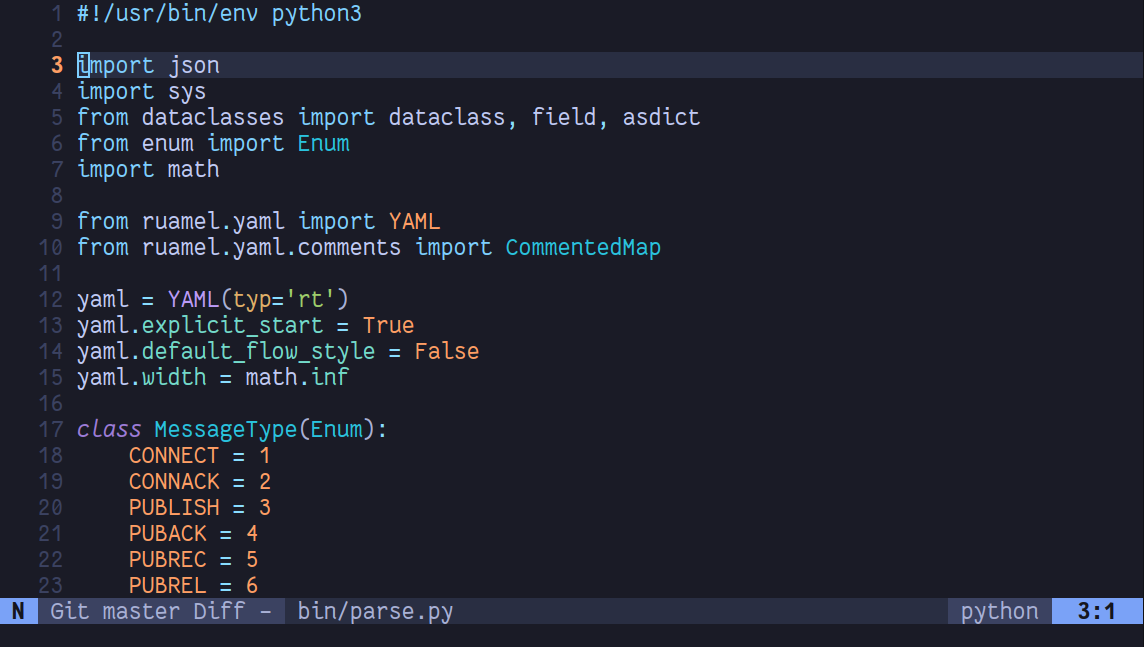 1 #!/usr/bin/env python3
2
3 import json
4 import sys
5 from dataclasses import dataclass, field, asdict
6 from enum import Enum
7 import math
8
9 from ruamel.yaml import YAML
10 from ruamel.yaml.comments import CommentedMap
11
12 yaml = YAML(typ='rt')
13 yaml.explicit_start = True
14 yaml.default_flow_style = False
15 yaml.width = math.inf
16
17 class MessageType(Enum):
18     CONNECT = 1
19     CONNACK = 2
20     PUBLISH = 3
21     PUBACK = 4
22     PUBREC = 5
23     PUBREL = 6
N Git master Diff - bin/parse.py python 3:1